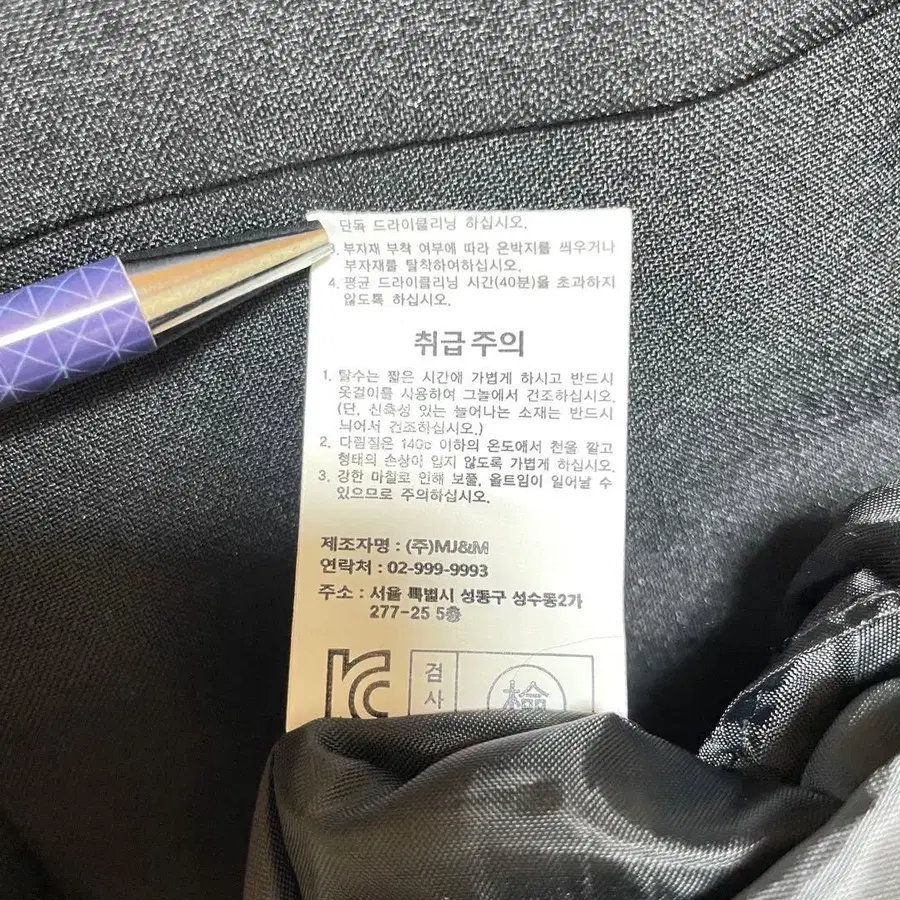 단독 드라이클리닝 하십시오.
3. 부자재 부착 여부에 따라 은박지를 씌우거나
부자재를 탈착하여하십시오.
4. 평균 드라이클리닝 시간(40분)을 초과하지
않도록 하십시오.
취급주의
1. 탈수는 짧은 시간에 가볍게 하시고 반드시
옷걸이를 사용하여 그늘에서 건조하십시오.
(단, 신축성 있는 늘어나는 소재는 반드시
뉘어서 건조하십시오.)
2. 다림질은 140c 이하의 온도에서 천을 깔고
형태의 손상이 입지 않도록 가볍게 하십시오.
3. 강한 마찰로 인해 보풀, 올트임이 일어날 수
있으므로 주의하십시오.
제조자명 : (주)MJ&M
연락처 : 02-999-9993
주소 : 서울 특별시 성동구 성수동2가
277-25 5층
검
사
檢